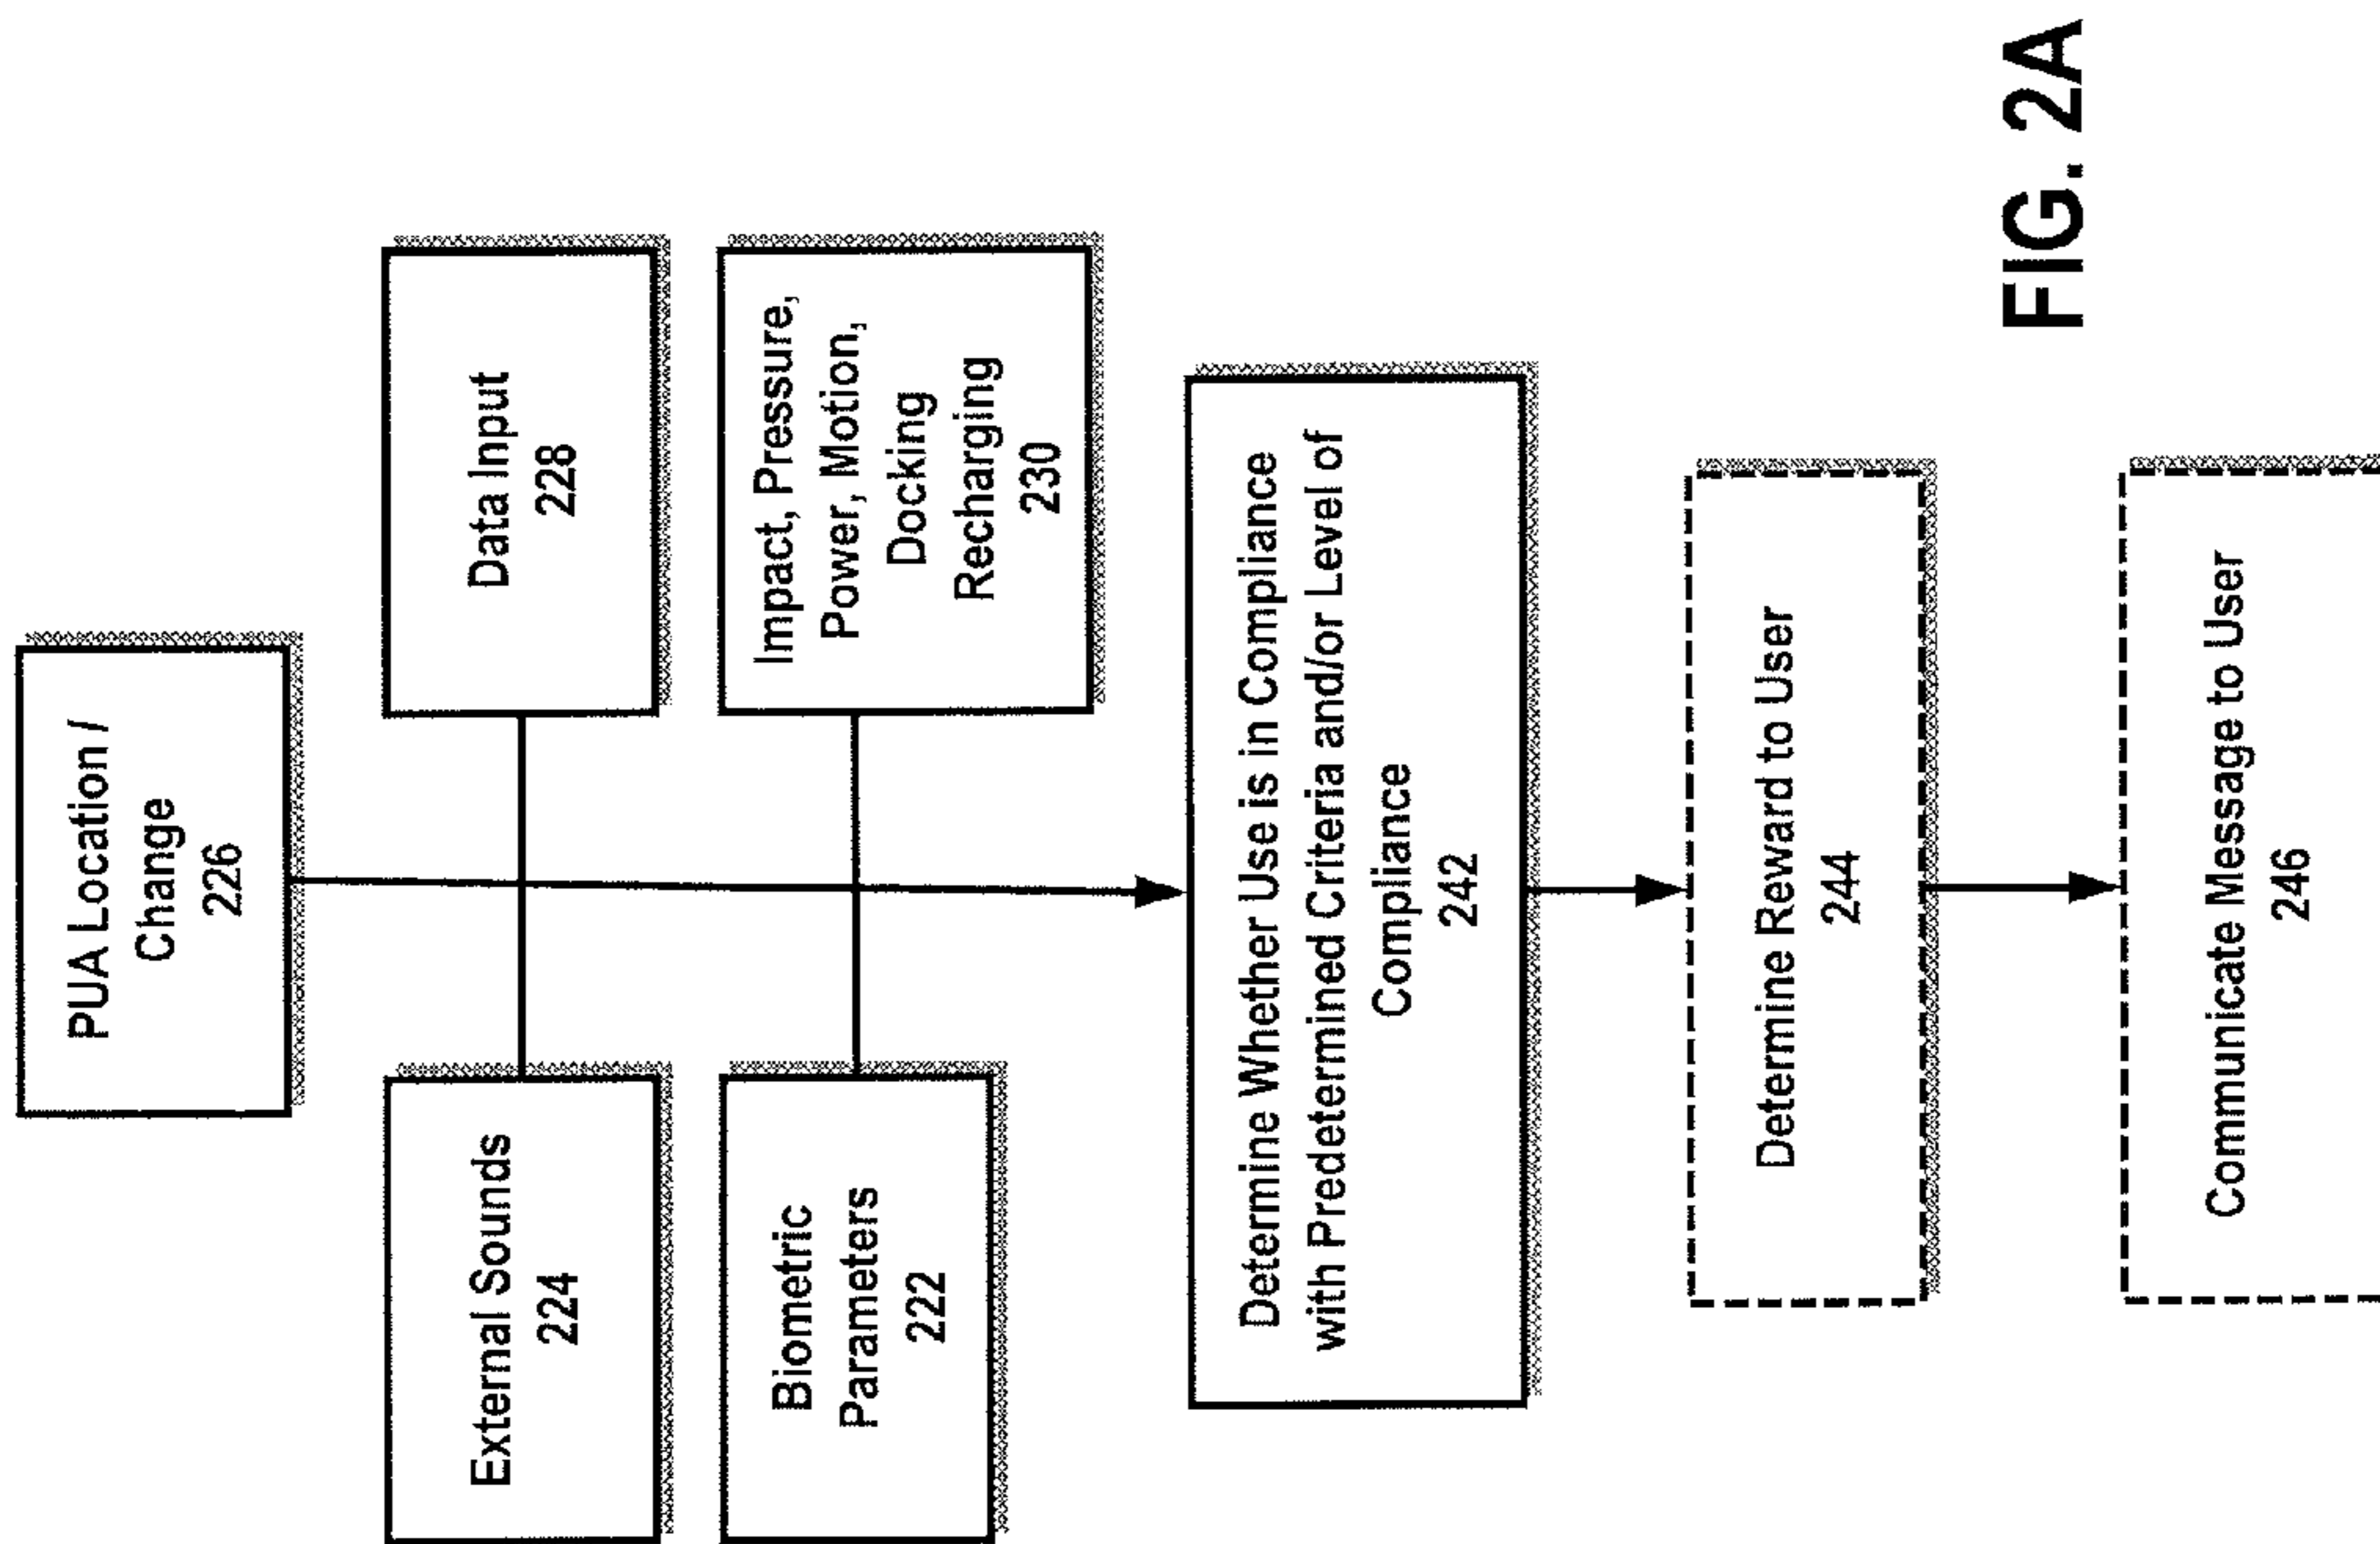 PUA Location /
Change
226
External Sounds
224
Data Input
228
Biometric
Parameters
222
Impact, Pressure,
Power, Motion,
Docking
Recharging
230
Determine Whether Use is in Compliance
with Predetermined Criteria and/or Level of
Compliance
242
Determine Reward to User
244
Communicate Message to User
246
FIG. 2A